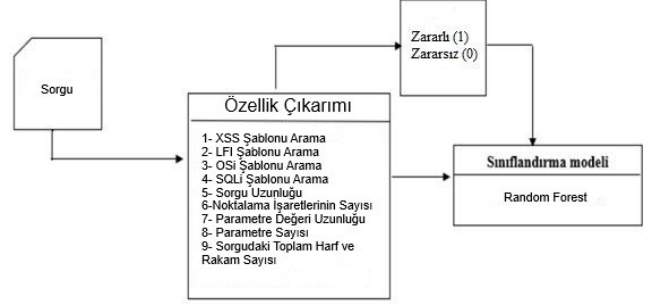 Sorgu
Özellik Çıkarımı
1- XSS Şablonu Arama
2- LFI Şablonu Arama
3- OSi Şablonu Arama
4- SQLi Şablonu Arama
5- Sorgu Uzunluğu
6-Noktalama İşaretlerinin Sayısı
7- Parametre Değeri Uzunluğu
8- Parametre Sayısı
9- Sorgudaki Toplam Harf ve
Rakam Sayısı
Zararlı (1)
Zararsız (0)
Sınıflandırma modeli
Random Forest